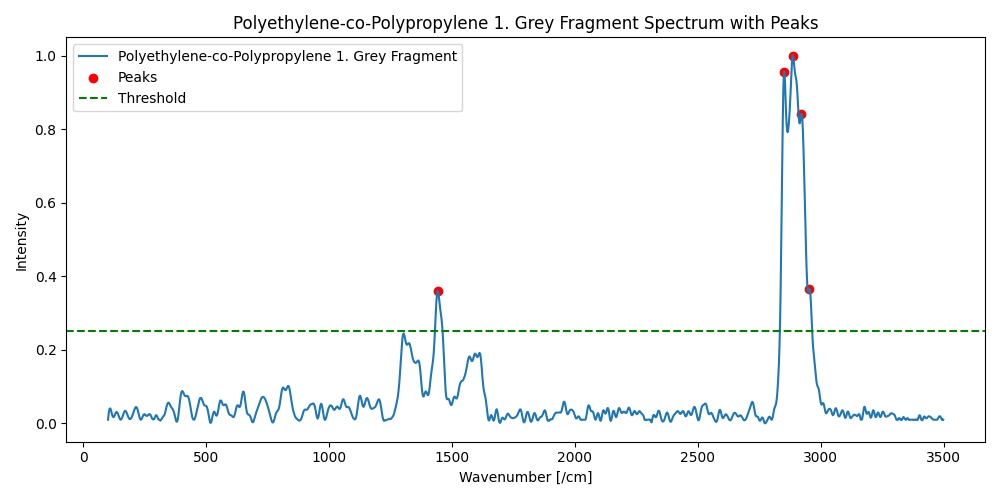 Polyethylene-co-Polypropylene 1. Grey Fragment Spectrum with Peaks
Polyethylene-co-Polypropylene 1. Grey Fragment
Peaks
Threshold
Intensity
1.0
0.8
0.6
0.4
0.2
0.0
0 500 1000 1500 2000 2500 3000 3500
Wavenumber [/cm]